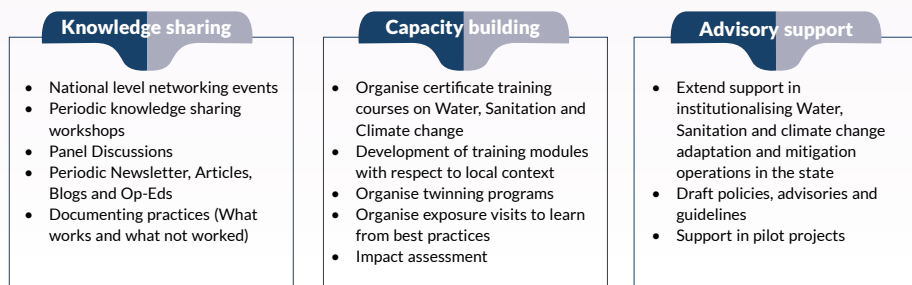 Knowledge sharing
• National level networking events
• Periodic knowledge sharing
workshops
• Panel Discussions
• Periodic Newsletter, Articles,
Blogs and Op-Eds
• Documenting practices (What
works and what not worked)
Capacity building
• Organise certificate training
courses on Water, Sanitation and
Climate change
• Development of training modules
with respect to local context
• Organise twinning programs
• Organise exposure visits to learn
from best practices
• Impact assessment
Advisory support
• Extend support in
institutionalising Water,
Sanitation and climate change
adaptation and mitigation
operations in the state
• Draft policies, advisories and
guidelines
• Support in pilot projects